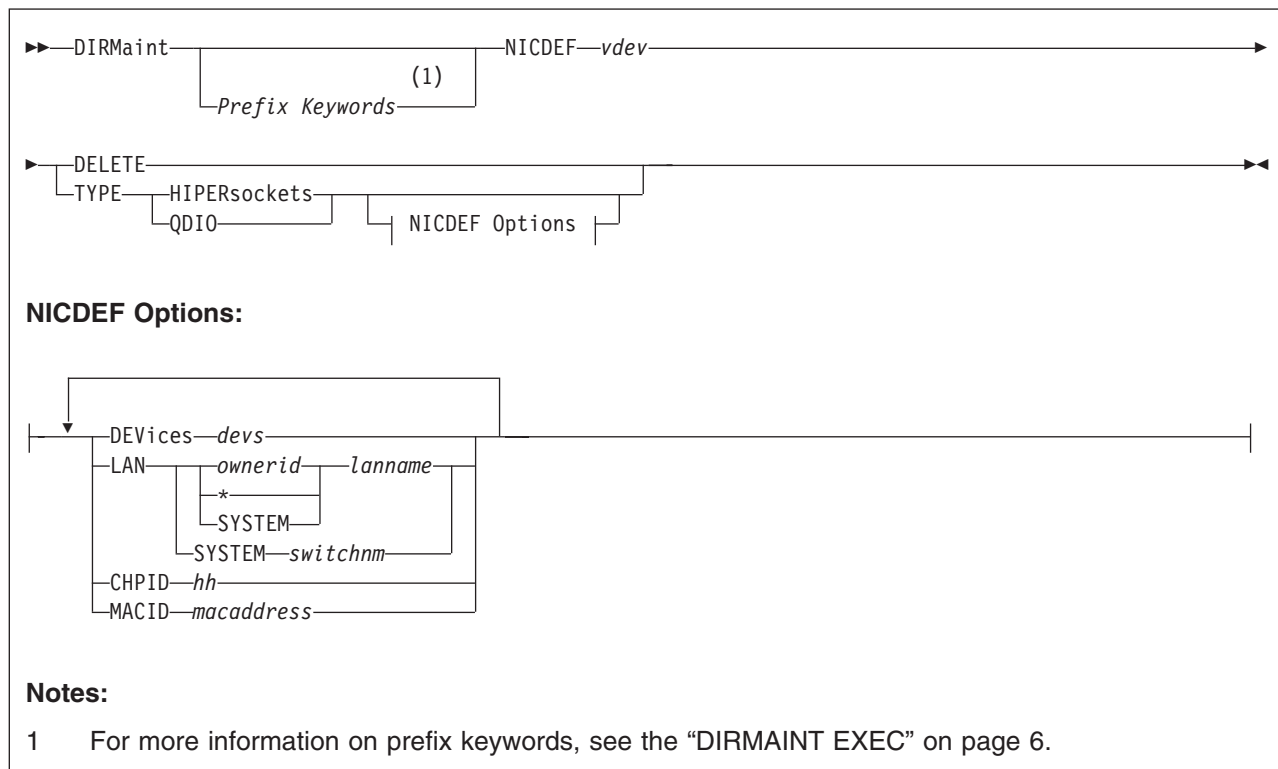 DIRMaint NICDEF vdev
(1)
Prefix Keywords
DELETE
TYPE HIPERsockets
QDIO NICDEF Options
NICDEF Options:
DEVices devs
LAN ownerid lanname
*
SYSTEM
SYSTEM switchnm
CHPID hh
MACID macaddress
Notes:
1 For more information on prefix keywords, see the “DIRMAINT EXEC” on page 6.